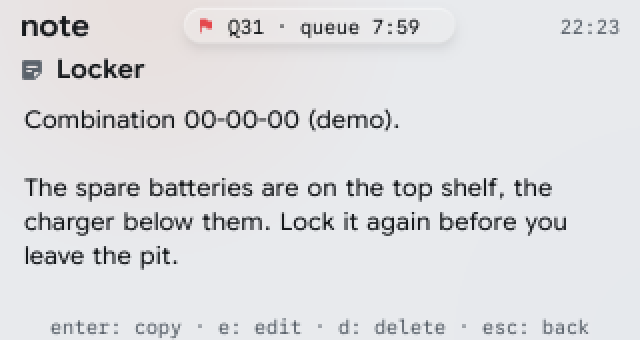 note
Q31 · queue 7:59
22:23
Locker
Combination 00-00-00 (demo).
The spare batteries are on the top shelf, the
charger below them. Lock it again before you
leave the pit.
enter: copy · e: edit · d: delete · esc: back